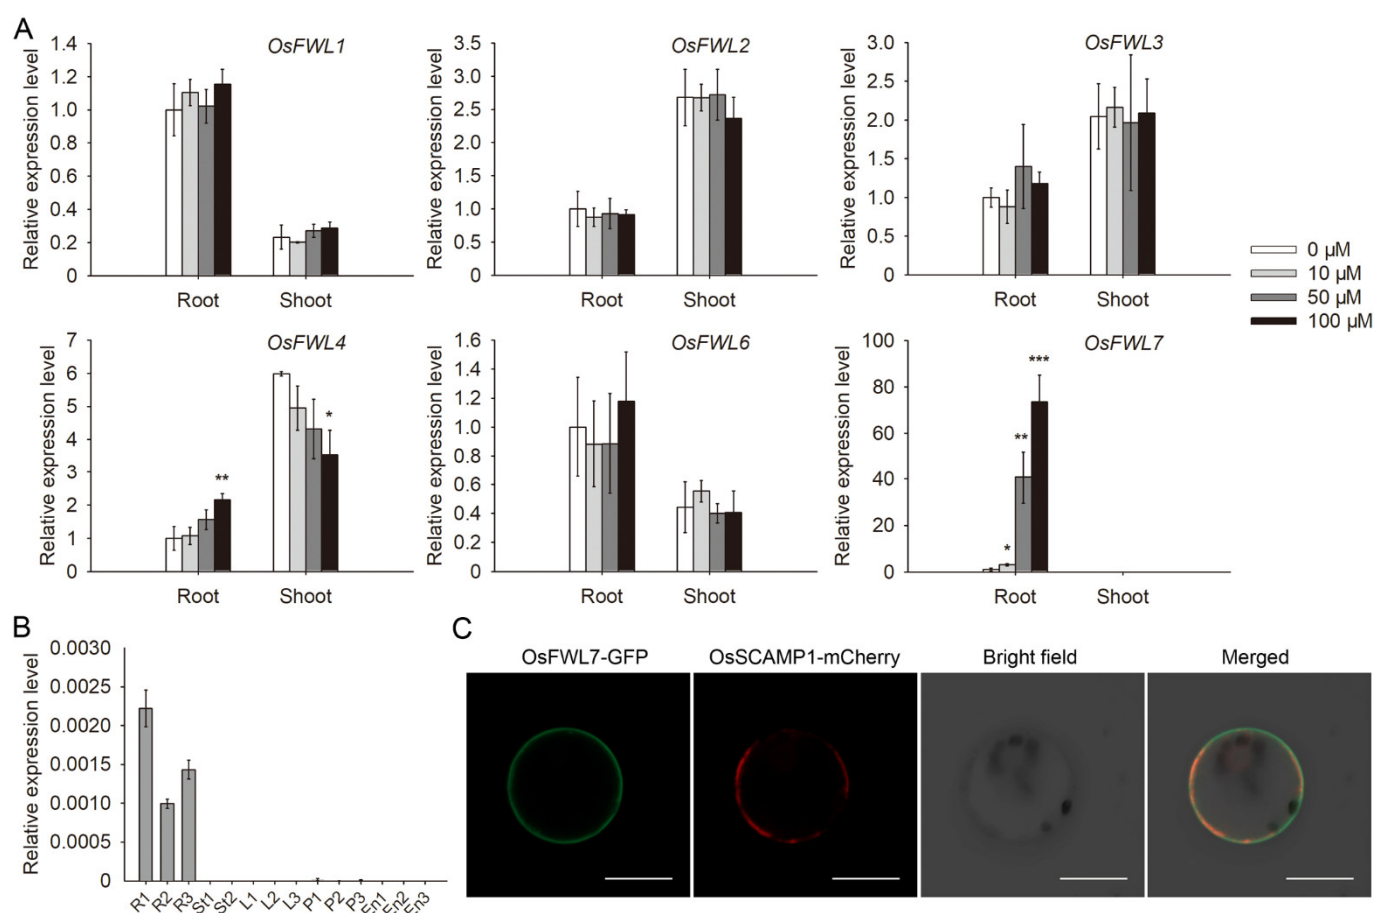 A
OsFWL1
Relative expression level
1.4
1.2
1.0
0.8
0.6
0.4
0.2
0
Root
Shoot
OsFWL2
Relative expression level
3.5
3.0
2.5
2.0
1.5
1.0
0.5
0
Root
Shoot
OsFWL3
Relative expression level
3.0
2.5
2.0
1.5
1.0
0.5
0
Root
Shoot
0 µM
10 µM
50 µM
100 µM
OsFWL4
Relative expression level
7
6
5
4
3
2
1
0
**
*
Root
Shoot
OsFWL6
Relative expression level
1.6
1.4
1.2
1.0
0.8
0.6
0.4
0.2
0
Root
Shoot
OsFWL7
Relative expression level
100
80
60
40
20
0
*
**
***
Root
Shoot
B
Relative expression level
0.0030
0.0025
0.0020
0.0015
0.0010
0.0005
0
R1
R2
R3
St1
St2
L1
L2
L3
P1
P2
P3
En1
En2
En3
C
OsFWL7-GFP
OsSCAMP1-mCherry
Bright field
Merged